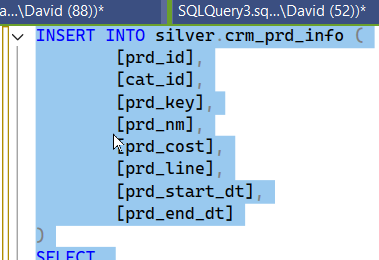 a...\David (88))* SQLQuery3.sq...\David (52))*
INSERT INTO silver.crm_prd_info (
[prd_id],
[cat_id],
[prd_key],
[prd_nm],
[prd_cost],
[prd_line],
[prd_start_dt],
[prd_end_dt]
)
SELECT